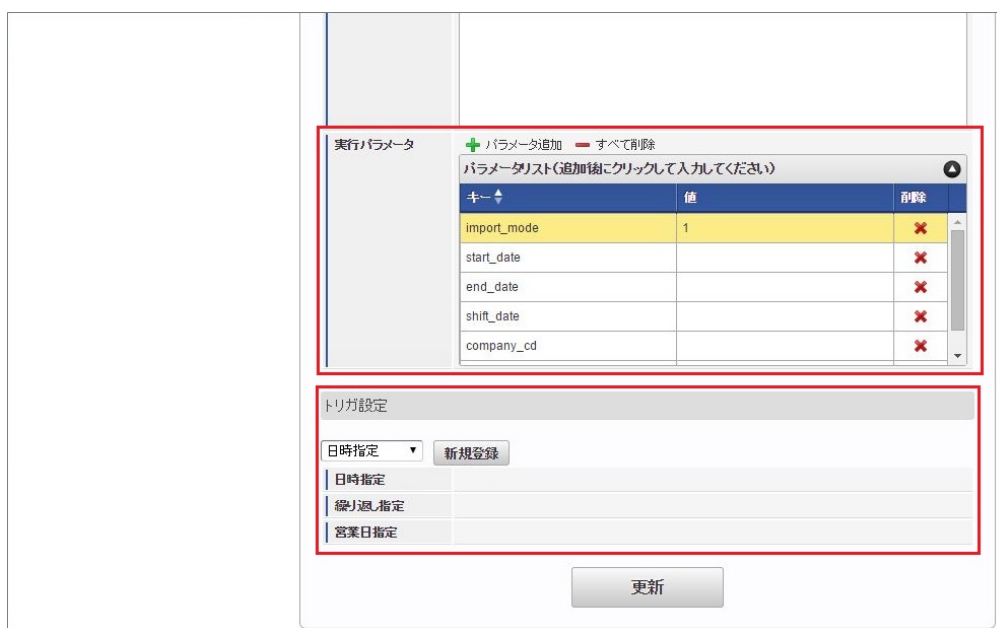 実行パラメータ
パラメータ追加 すべて削除
パラメータリスト(追加後にクリックして入力してください)
キー 値 削除
import_mode 1
start_date
end_date
shift_date
company_cd
トリガ設定
日時指定 新規登録
日時指定
繰り返し指定
営業日指定
更新